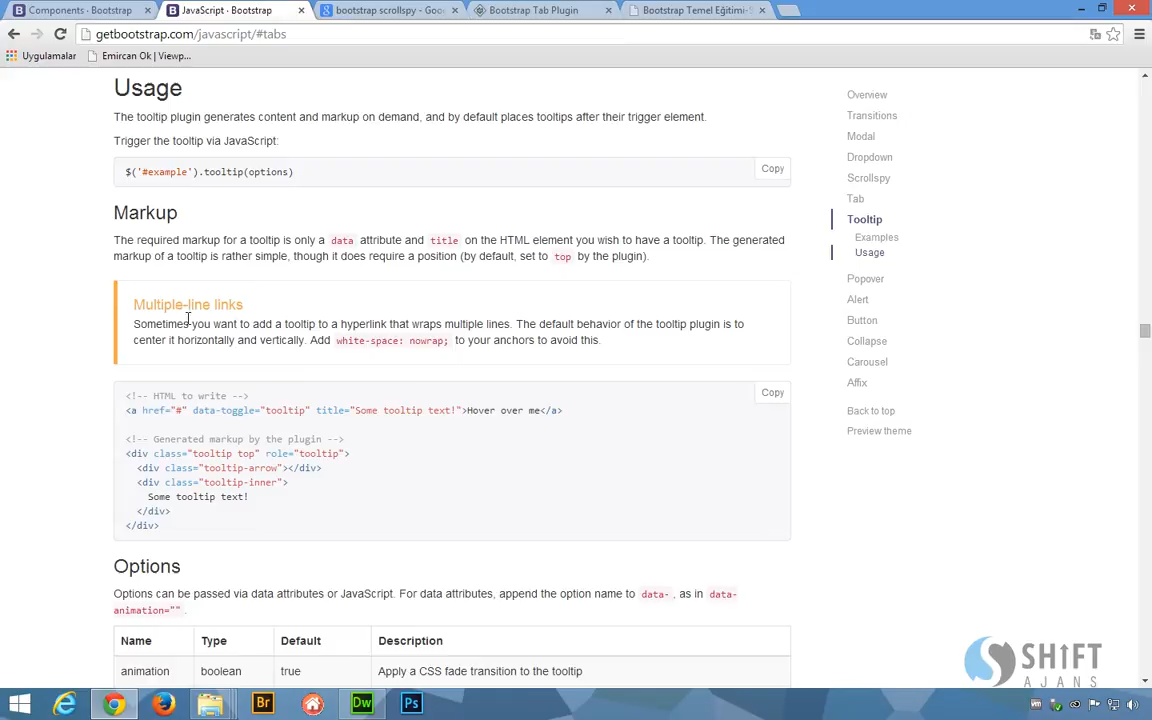 Components · Bootstrap
JavaScript · Bootstrap
bootstrap scrollspy - Goo
Bootstrap Tab Plugin
Bootstrap Temel Eğitimi-
getbootstrap.com/javascript/#tabs
Uygulamalar
Emircan Ok | Viewp...
Usage
The tooltip plugin generates content and markup on demand, and by default places tooltips after their trigger element.
Trigger the tooltip via JavaScript:
$('#example').tooltip(options)
Copy
Markup
The required markup for a tooltip is only a data attribute and title on the HTML element you wish to have a tooltip. The generated
markup of a tooltip is rather simple, though it does require a position (by default, set to top by the plugin).
Multiple-line links
Sometimes you want to add a tooltip to a hyperlink that wraps multiple lines. The default behavior of the tooltip plugin is to
center it horizontally and vertically. Add white-space: nowrap; to your anchors to avoid this.
<!-- HTML to write -->
Copy
<a href="#" data-toggle="tooltip" title="Some tooltip text!">Hover over me</a>
<!-- Generated markup by the plugin -->
<div class="tooltip top" role="tooltip">
<div class="tooltip-arrow"></div>
<div class="tooltip-inner">
Some tooltip text!
</div>
</div>
Options
Options can be passed via data attributes or JavaScript. For data attributes, append the option name to data-, as in data-
animation="".
Name Type Default Description
animation boolean true Apply a CSS fade transition to the tooltip
Overview
Transitions
Modal
Dropdown
Scrollspy
Tab
Tooltip
Examples
Usage
Popover
Alert
Button
Collapse
Carousel
Affix
Back to top
Preview theme
SHIFT
AJANS
Br
Dw
Ps